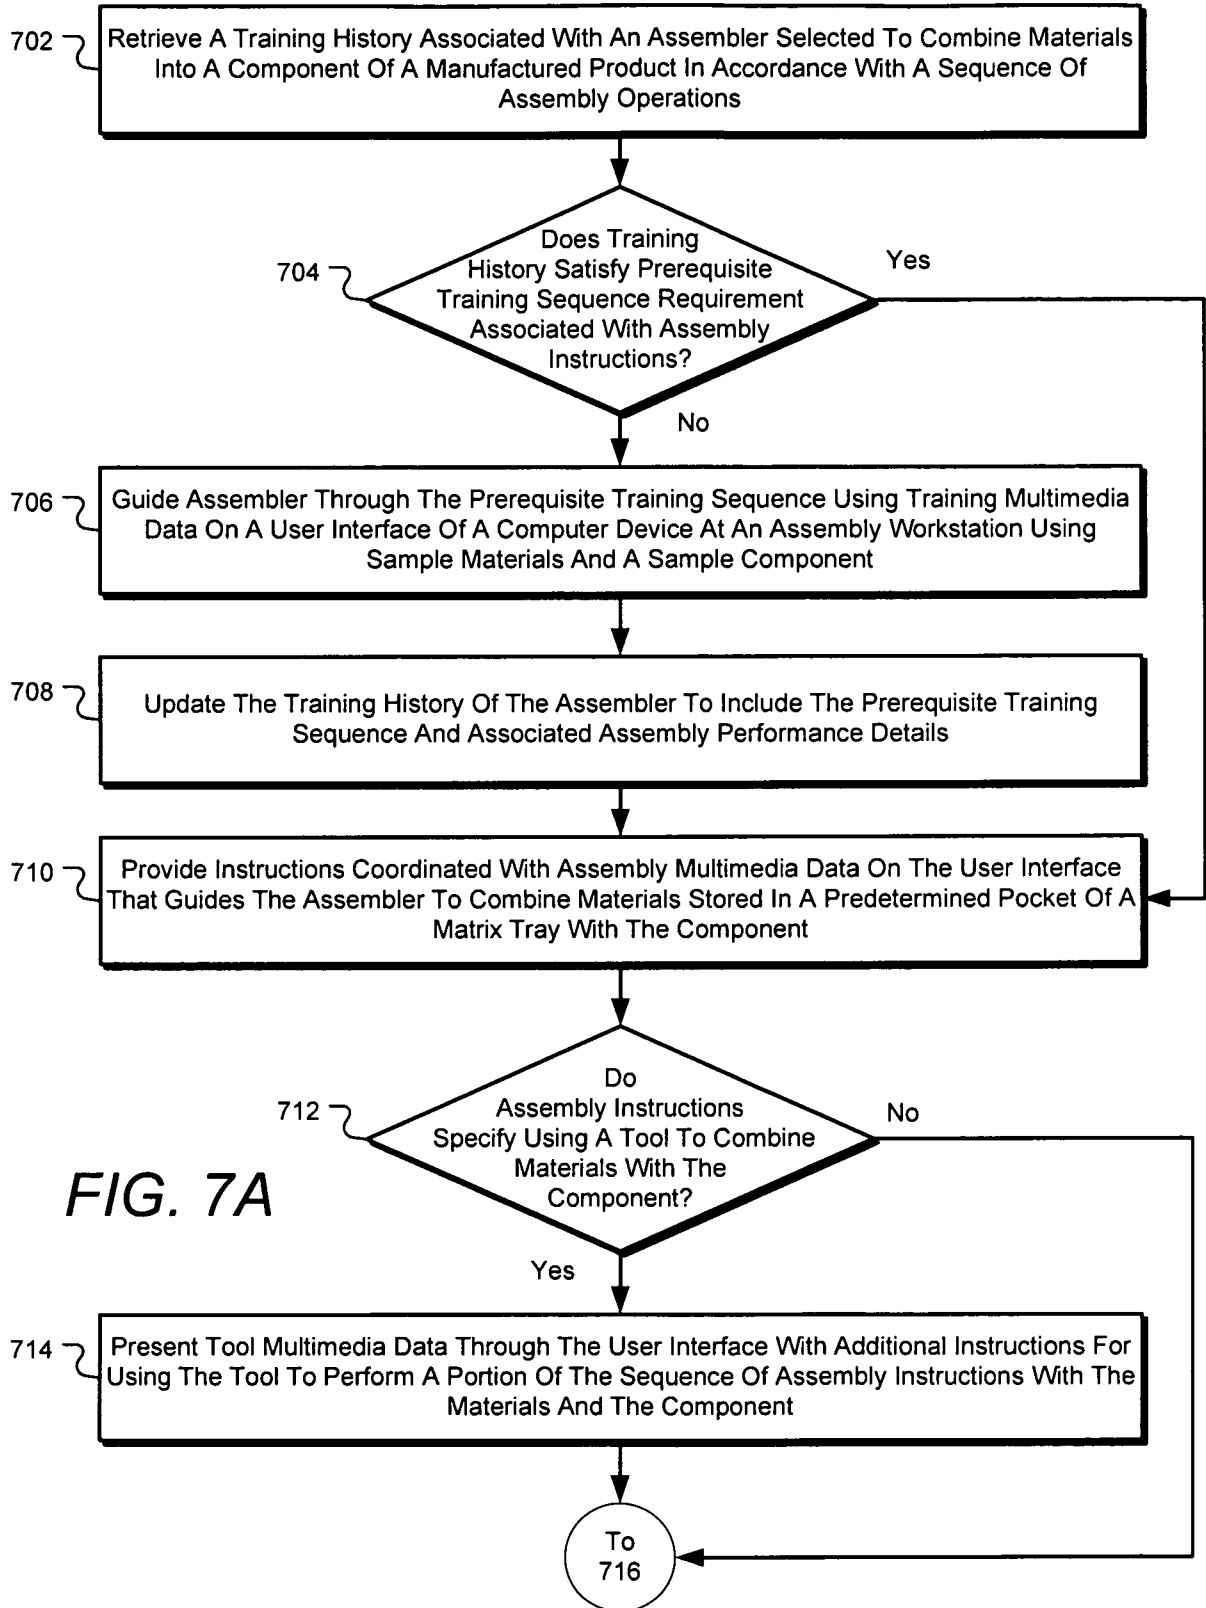 702
Retrieve A Training History Associated With An Assembler Selected To Combine Materials
Into A Component Of A Manufactured Product In Accordance With A Sequence Of
Assembly Operations
704
Does Training
History Satisfy Prerequisite
Training Sequence Requirement
Associated With Assembly
Instructions?
Yes
No
706
Guide Assembler Through The Prerequisite Training Sequence Using Training Multimedia
Data On A User Interface Of A Computer Device At An Assembly Workstation Using
Sample Materials And A Sample Component
708
Update The Training History Of The Assembler To Include The Prerequisite Training
Sequence And Associated Assembly Performance Details
710
Provide Instructions Coordinated With Assembly Multimedia Data On The User Interface
That Guides The Assembler To Combine Materials Stored In A Predetermined Pocket Of A
Matrix Tray With The Component
712
Do
Assembly Instructions
Specify Using A Tool To Combine
Materials With The
Component?
No
FIG. 7A
Yes
714
Present Tool Multimedia Data Through The User Interface With Additional Instructions For
Using The Tool To Perform A Portion Of The Sequence Of Assembly Instructions With The
Materials And The Component
To
716